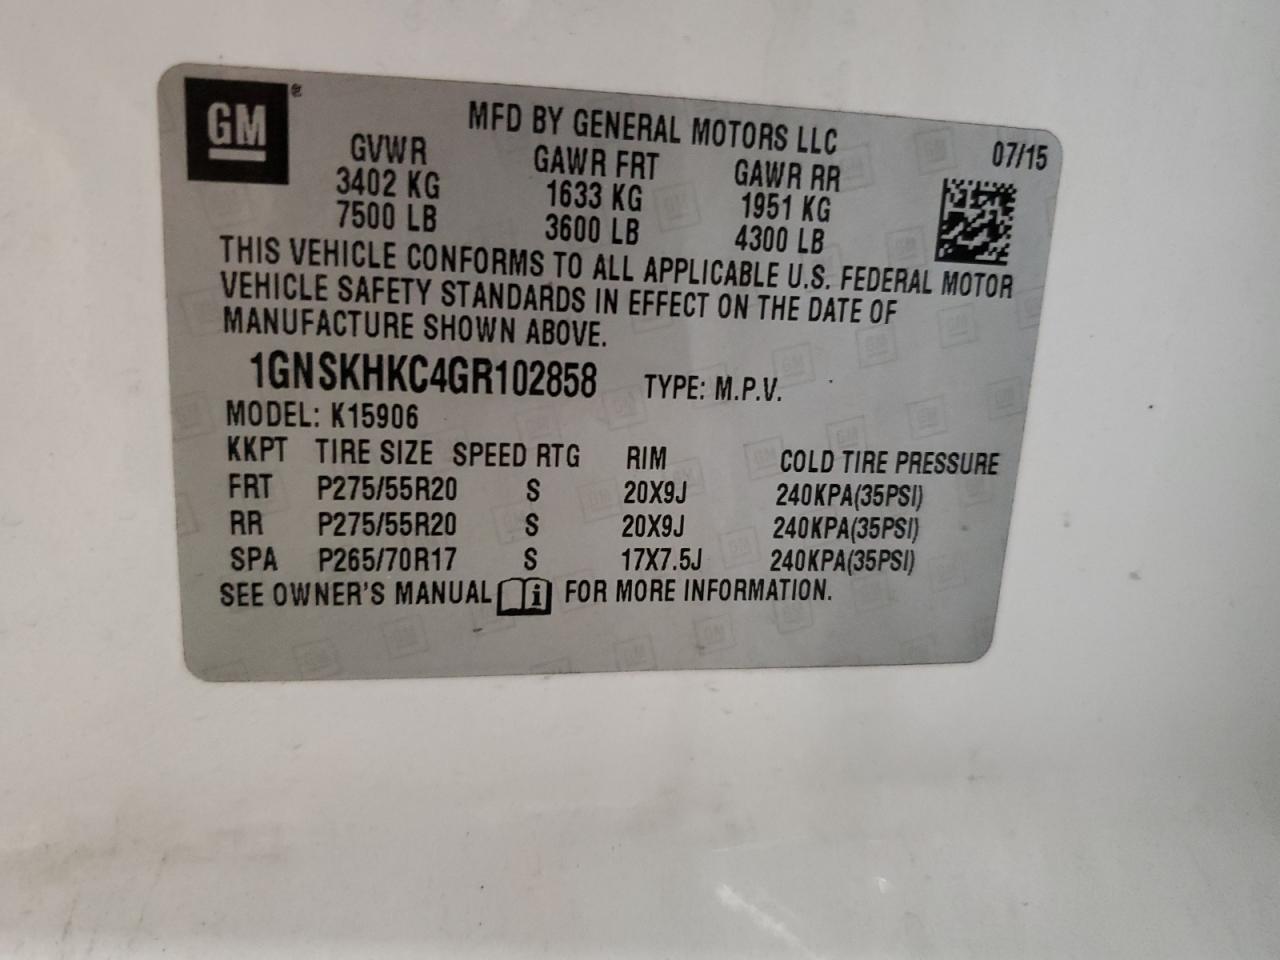 GM®
MFD BY GENERAL MOTORS LLC
07/15
GVWR GAWR FRT GAWR RR
3402 KG 1633 KG 1951 KG
7500 LB 3600 LB 4300 LB
THIS VEHICLE CONFORMS TO ALL APPLICABLE U.S. FEDERAL MOTOR
VEHICLE SAFETY STANDARDS IN EFFECT ON THE DATE OF
MANUFACTURE SHOWN ABOVE.
1GNSKHKC4GR102858 TYPE: M.P.V.
MODEL: K15906
KKPT TIRE SIZE SPEED RTG RIM COLD TIRE PRESSURE
FRT P275/55R20 S 20X9J 240KPA(35PSI)
RR P275/55R20 S 20X9J 240KPA(35PSI)
SPA P265/70R17 S 17X7.5J 240KPA(35PSI)
SEE OWNER'S MANUAL i FOR MORE INFORMATION.